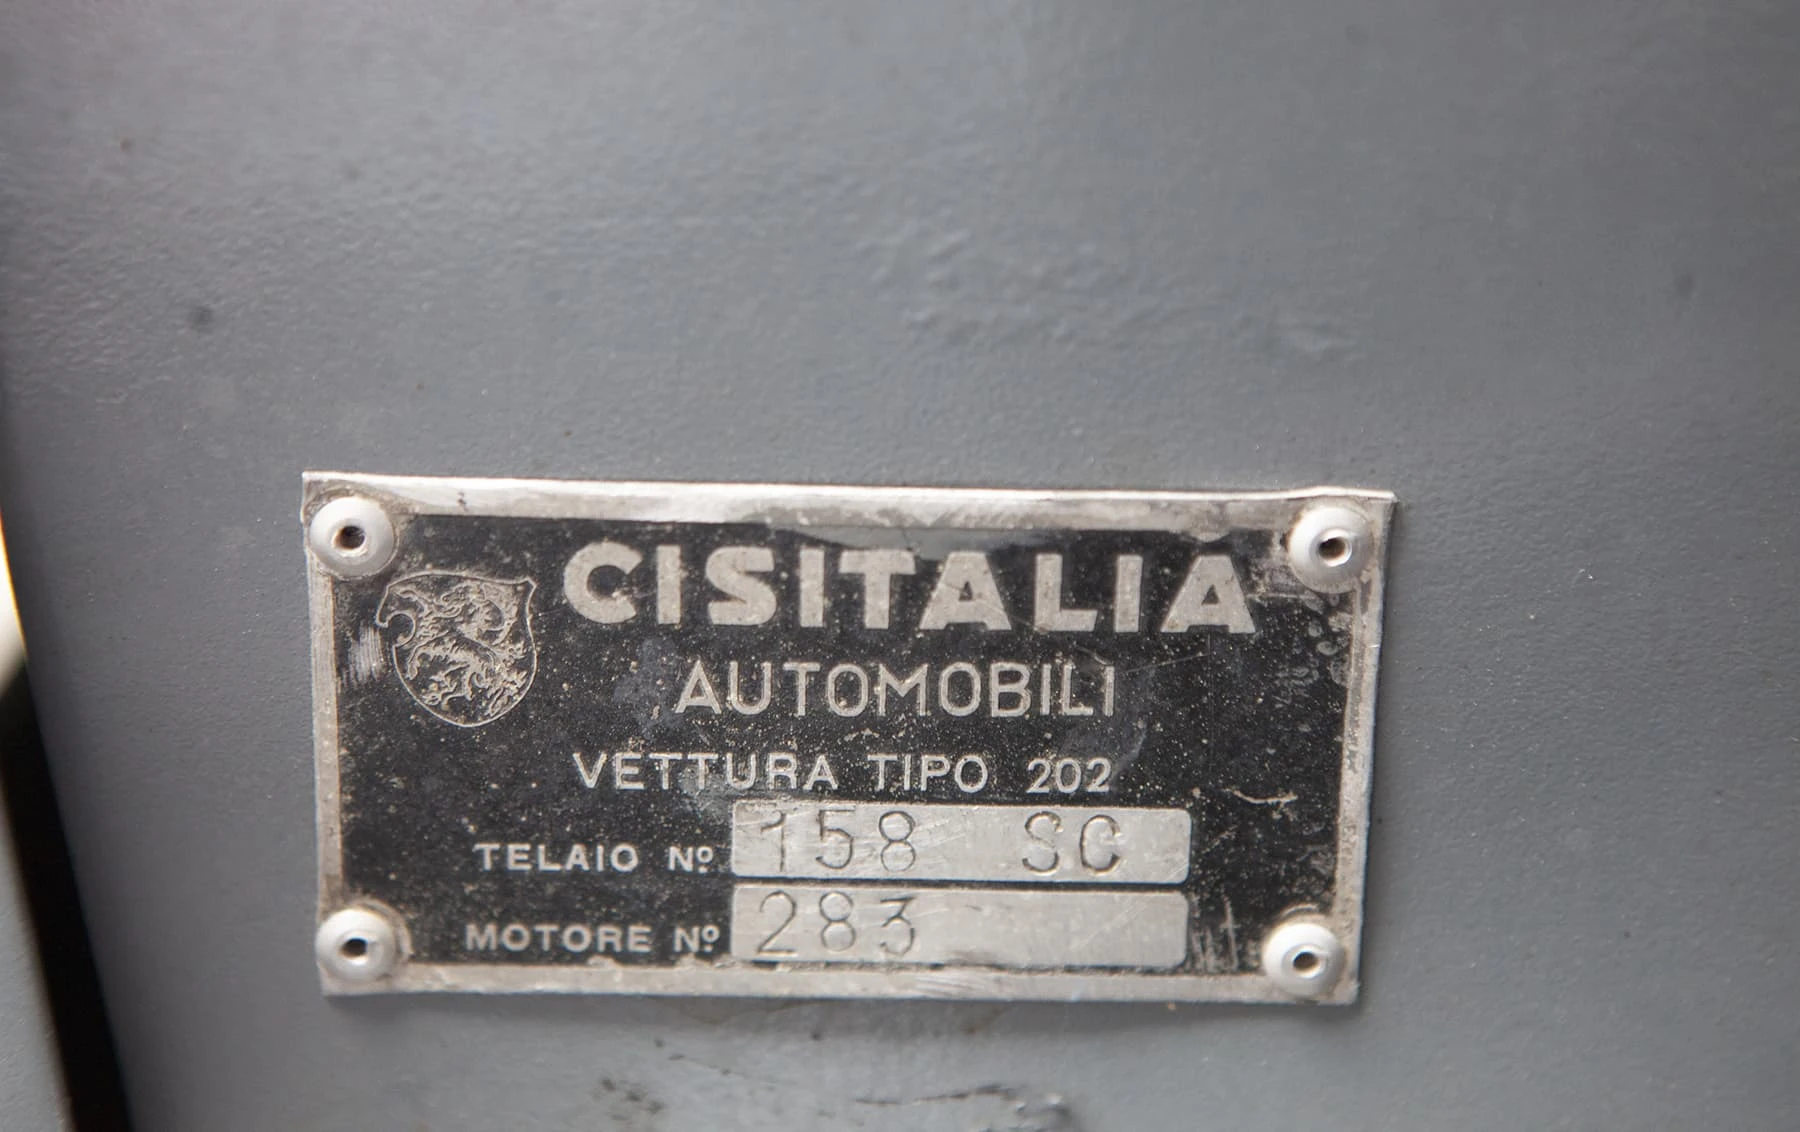 CISITALIA
AUTOMOBILI
VETTURA TIPO 202
TELAIO Nº 158 SC
MOTORE Nº 283